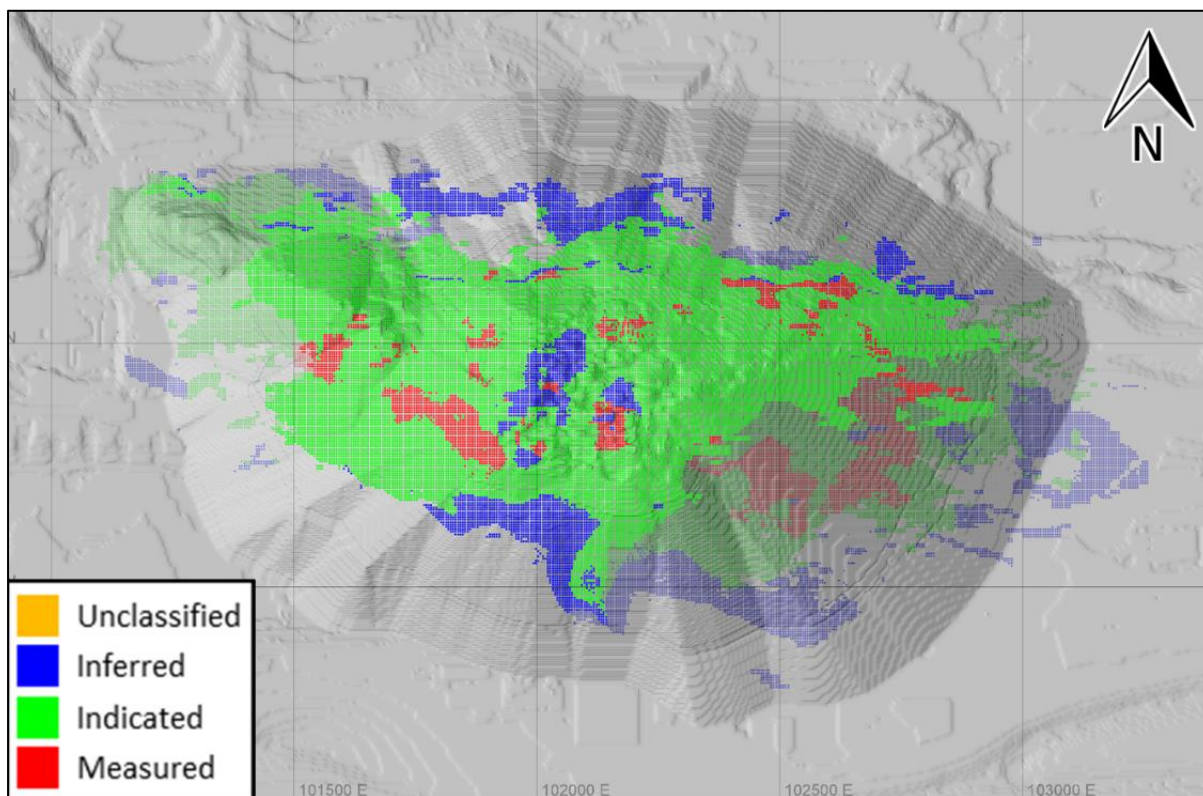 N
Unclassified
Inferred
Indicated
Measured
101500 E
102000 E
102500 E
103000 E